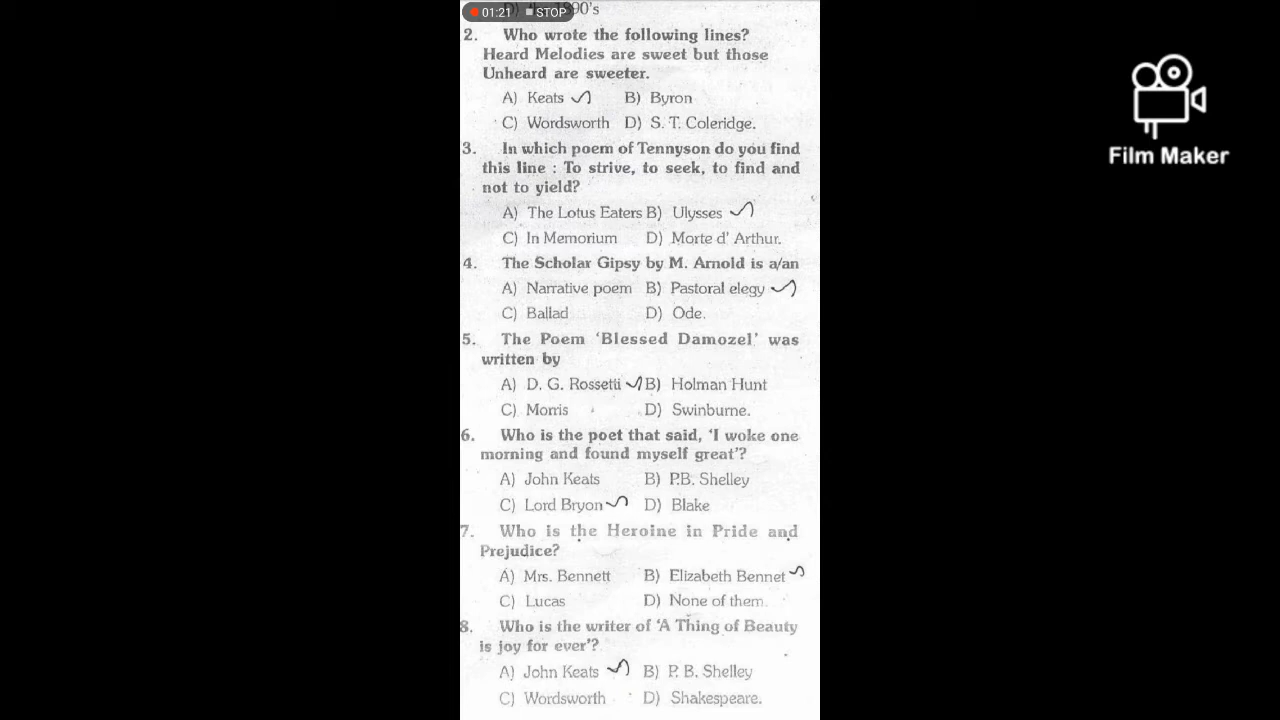 D) the 1890's
01:21 STOP
2. Who wrote the following lines?
Heard Melodies are sweet but those
Unheard are sweeter.
A) Keats B) Byron
C) Wordsworth D) S. T. Coleridge.
3. In which poem of Tennyson do you find
this line : To strive, to seek, to find and
not to yield?
A) The Lotus Eaters B) Ulysses
C) In Memorium D) Morte d' Arthur.
4. The Scholar Gipsy by M. Arnold is a/an
A) Narrative poem B) Pastoral elegy
C) Ballad D) Ode.
5. The Poem 'Blessed Damozel' was
written by
A) D. G. Rossetti B) Holman Hunt
C) Morris D) Swinburne.
6. Who is the poet that said, 'I woke one
morning and found myself great'?
A) John Keats B) P.B. Shelley
C) Lord Bryon D) Blake
7. Who is the Heroine in Pride and
Prejudice?
A) Mrs. Bennett B) Elizabeth Bennet
C) Lucas D) None of them.
8. Who is the writer of 'A Thing of Beauty
is joy for ever'?
A) John Keats B) P. B. Shelley
C) Wordsworth D) Shakespeare.
Film Maker